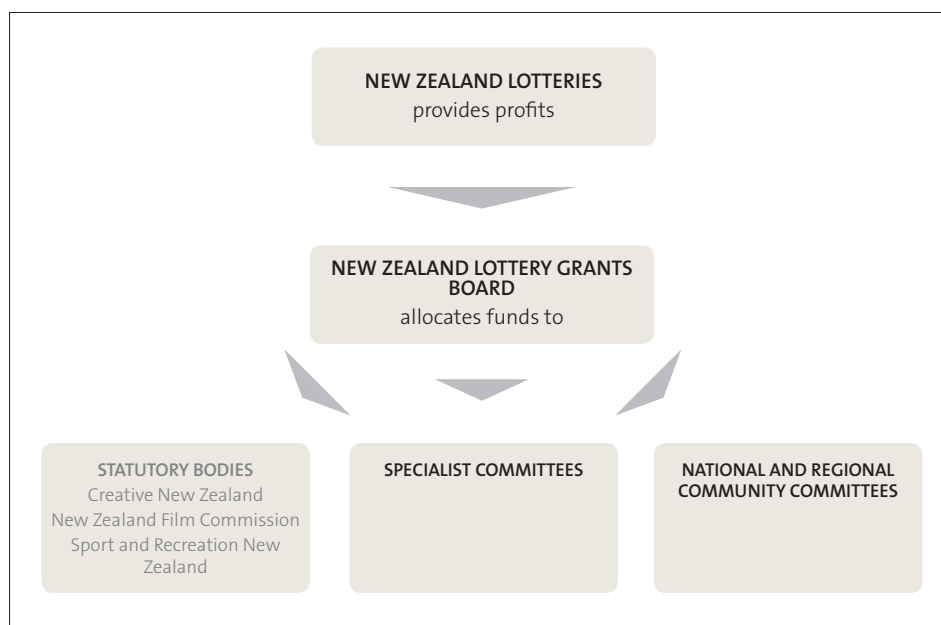 NEW ZEALAND LOTTERIES
provides profits
NEW ZEALAND LOTTERY GRANTS
BOARD
allocates funds to
STATUTORY BODIES
Creative New Zealand
New Zealand Film Commission
Sport and Recreation New
Zealand
SPECIALIST COMMITTEES
NATIONAL AND REGIONAL
COMMUNITY COMMITTEES